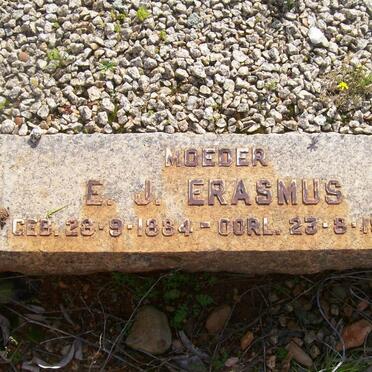 MOEDER
E. J. ERASMUS
GEB. 28-9-1884 - OORL. 23-8-1